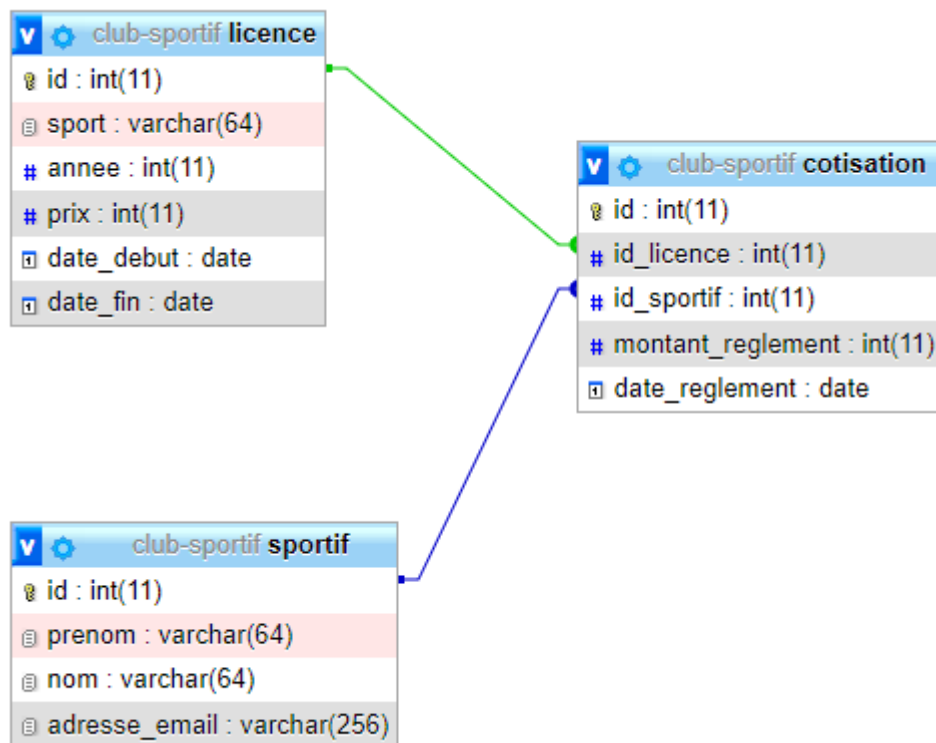 club-sportif licence
id : int(11)
sport : varchar(64)
annee : int(11)
prix : int(11)
date_debut : date
date_fin : date
club-sportif cotisation
id : int(11)
id_licence : int(11)
id_sportif : int(11)
montant_reglement : int(11)
date_reglement : date
club-sportif sportif
id : int(11)
prenom : varchar(64)
nom : varchar(64)
adresse_email : varchar(256)